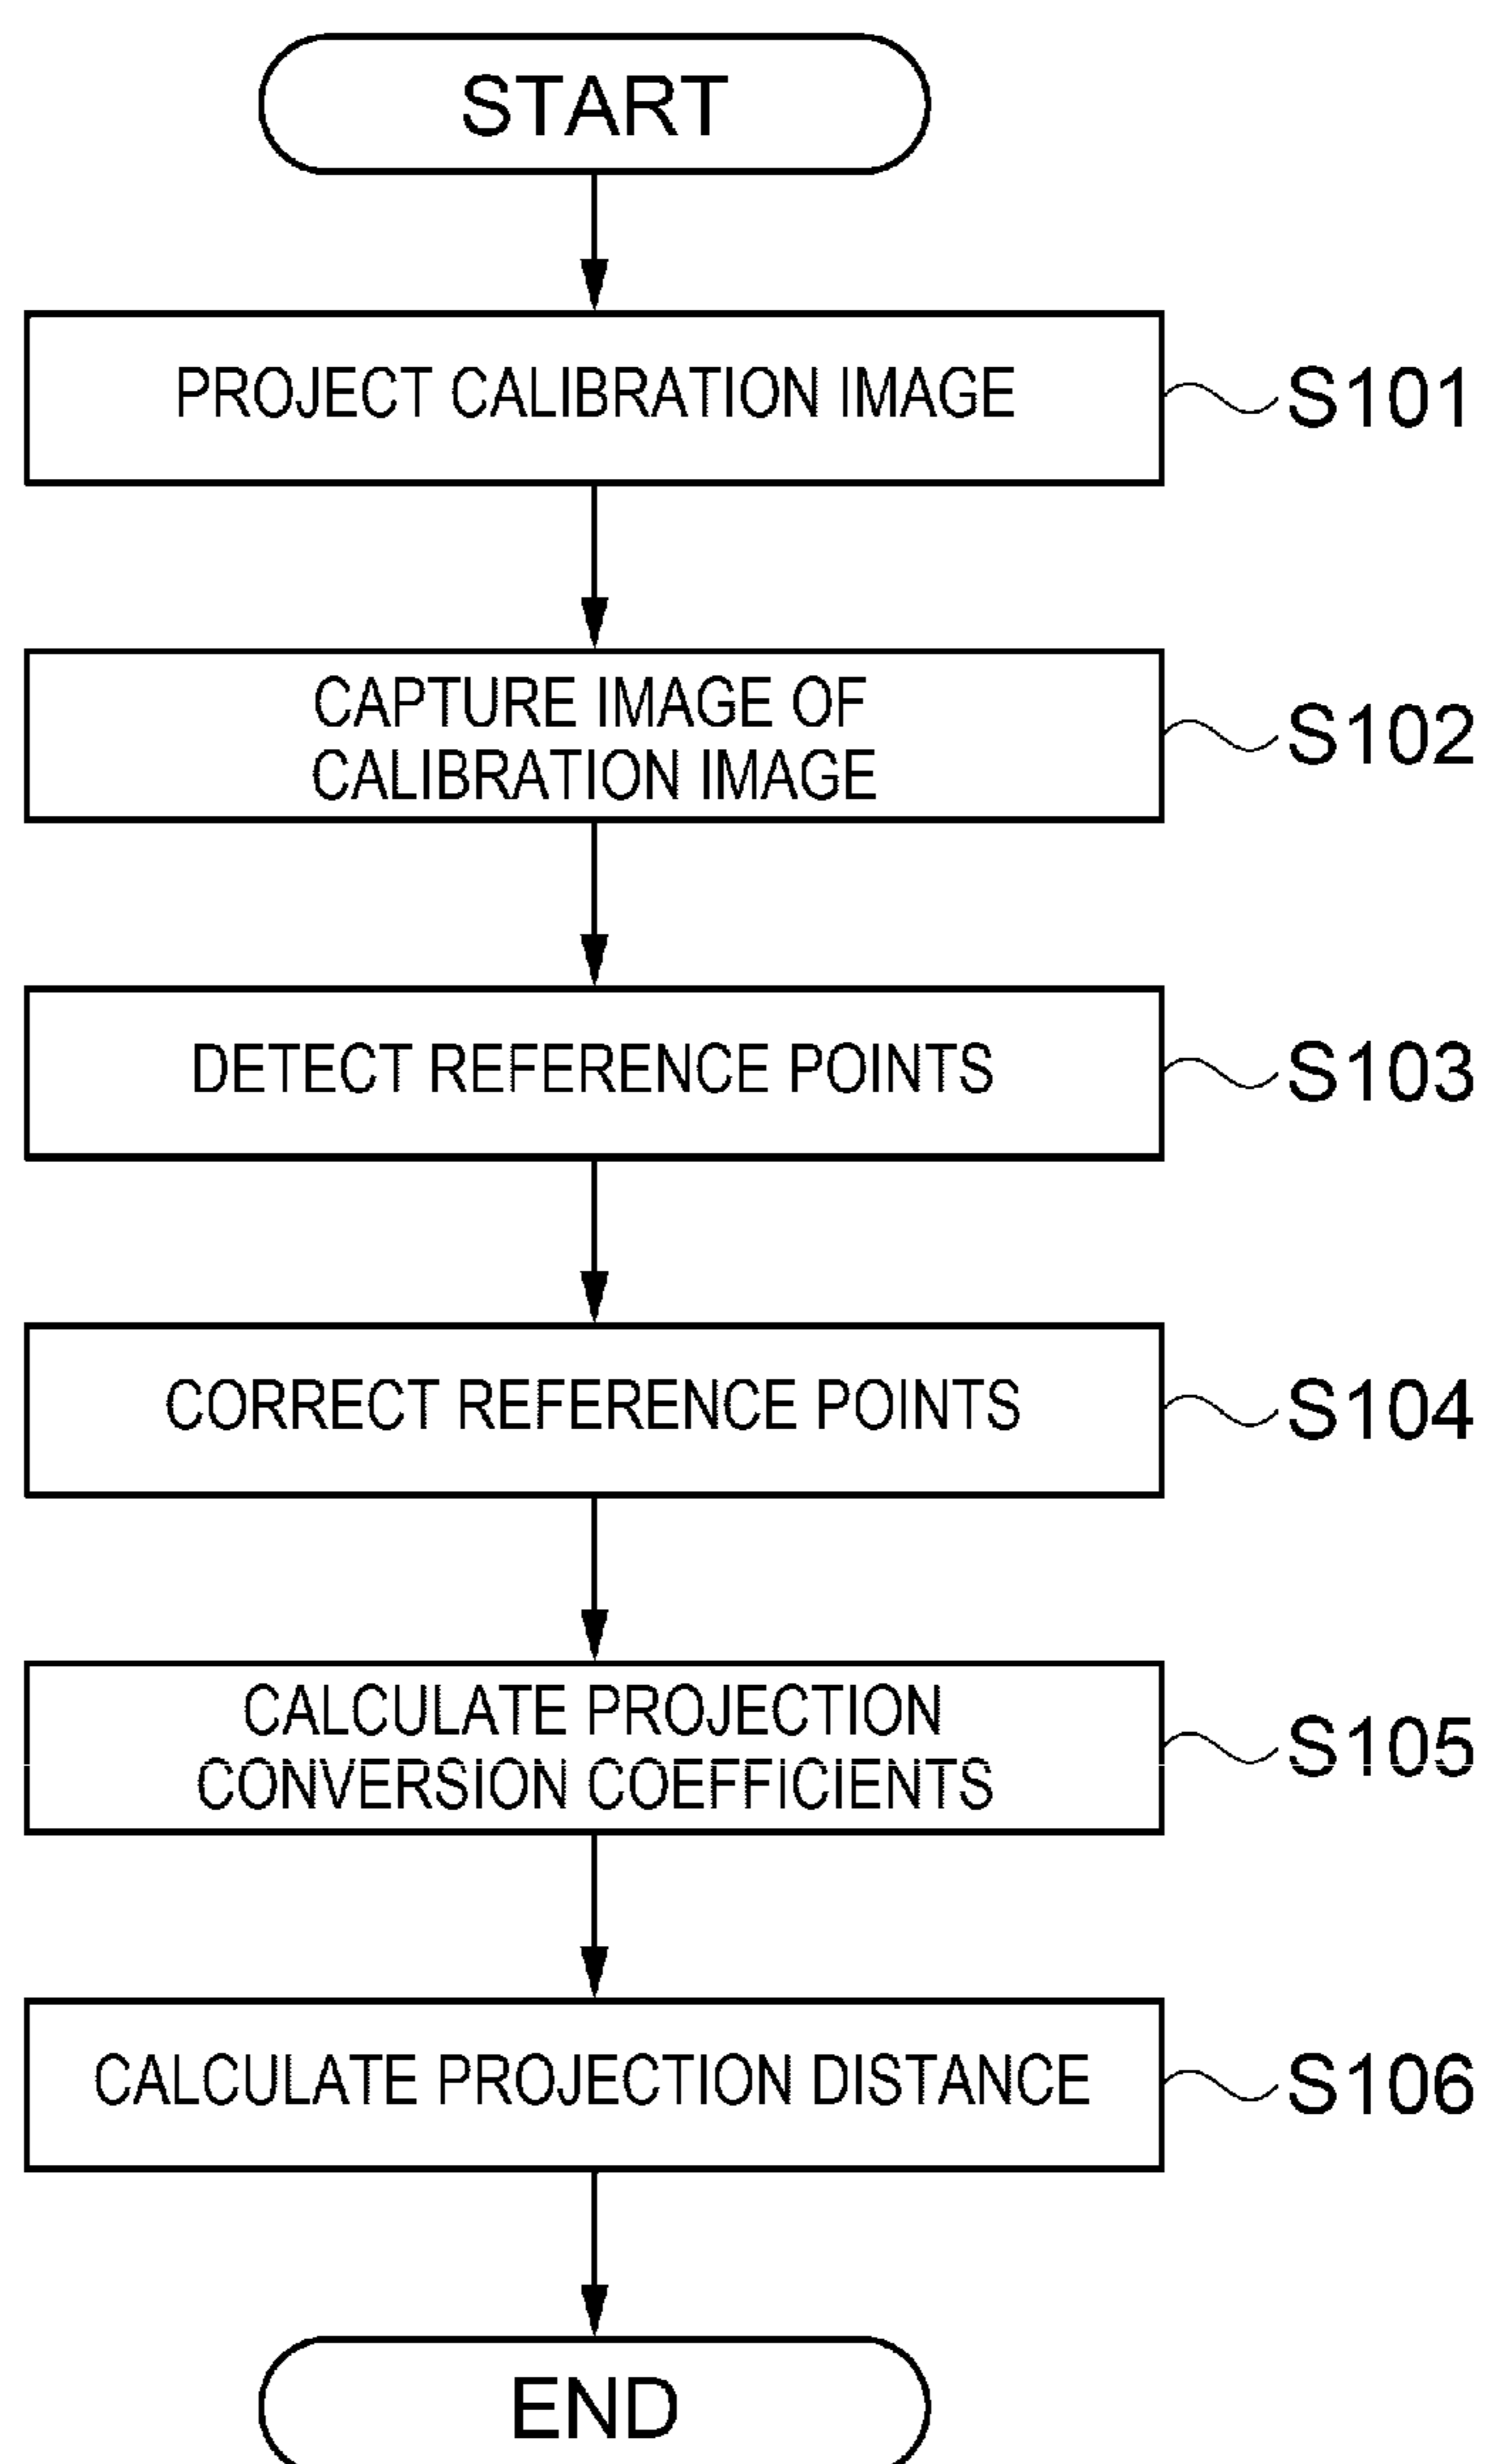 START
PROJECT CALIBRATION IMAGE
S101
CAPTURE IMAGE OF
CALIBRATION IMAGE
S102
DETECT REFERENCE POINTS
S103
CORRECT REFERENCE POINTS
S104
CALCULATE PROJECTION
CONVERSION COEFFICIENTS
S105
CALCULATE PROJECTION DISTANCE
S106
END